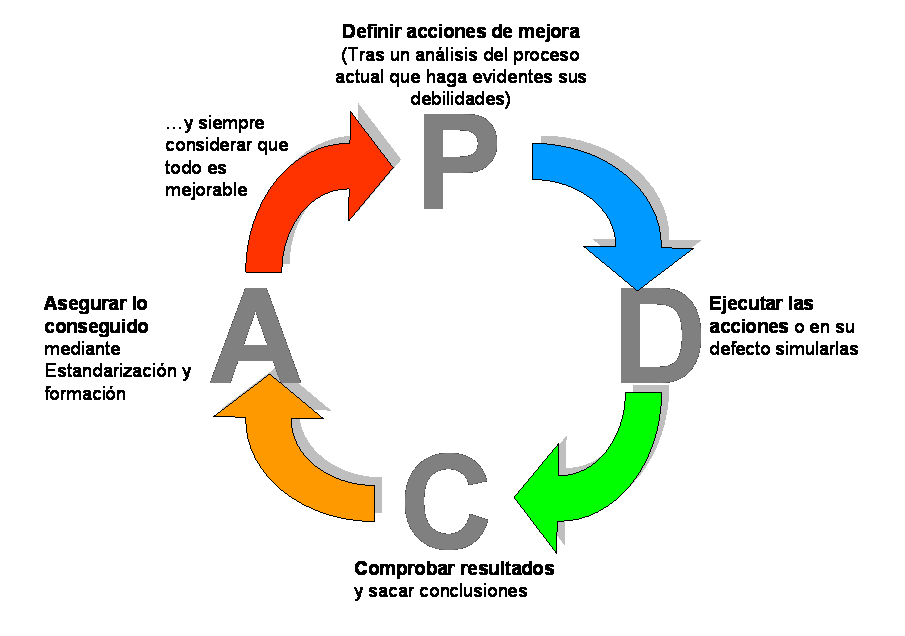 Definir acciones de mejora
(Tras un análisis del proceso
actual que haga evidentes sus
debilidades)
…y siempre
considerar que
todo es
mejorable
P
Asegurar lo
conseguido
mediante
Estandarización y
formación
A
D
Ejecutar las
acciones o en su
defecto simularlas
C
Comprobar resultados
y sacar conclusiones